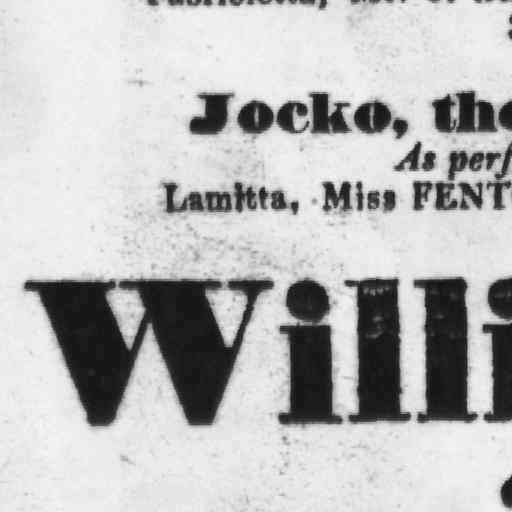 Jocko, the
As perf
Lamitta, Miss FENT
Willi